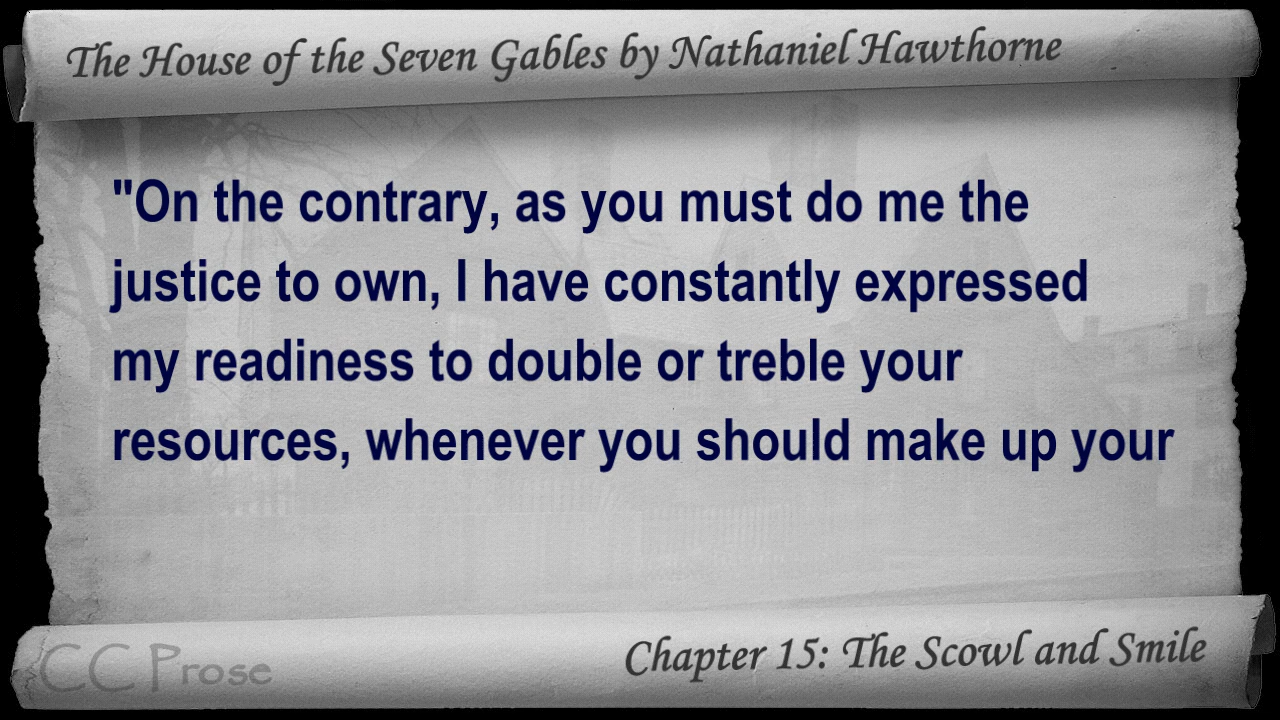 The House of the Seven Gables by Nathaniel Hawthorne
"On the contrary, as you must do me the
justice to own, I have constantly expressed
my readiness to double or treble your
resources, whenever you should make up your
CC Prose
Chapter 15: The Scowl and Smile